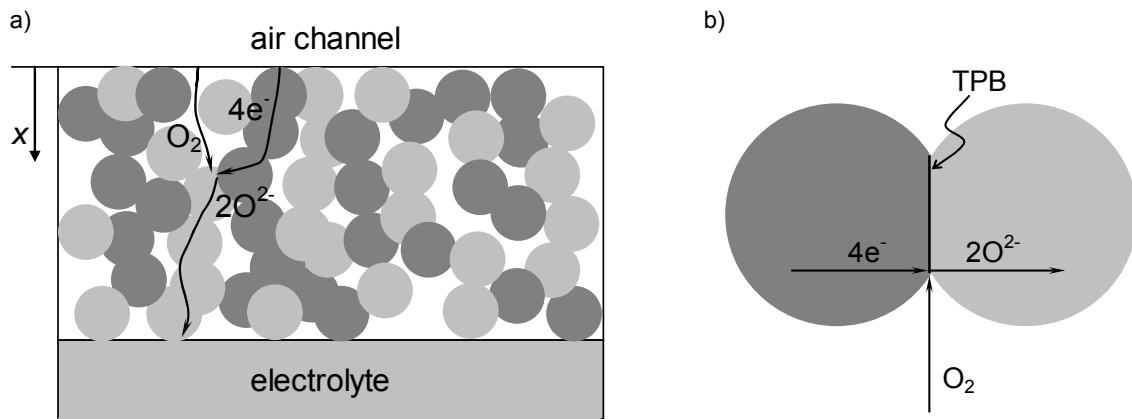 a)
air channel
x
4e⁻
O₂
2O²⁻
electrolyte
b)
TPB
4e⁻
2O²⁻
O₂